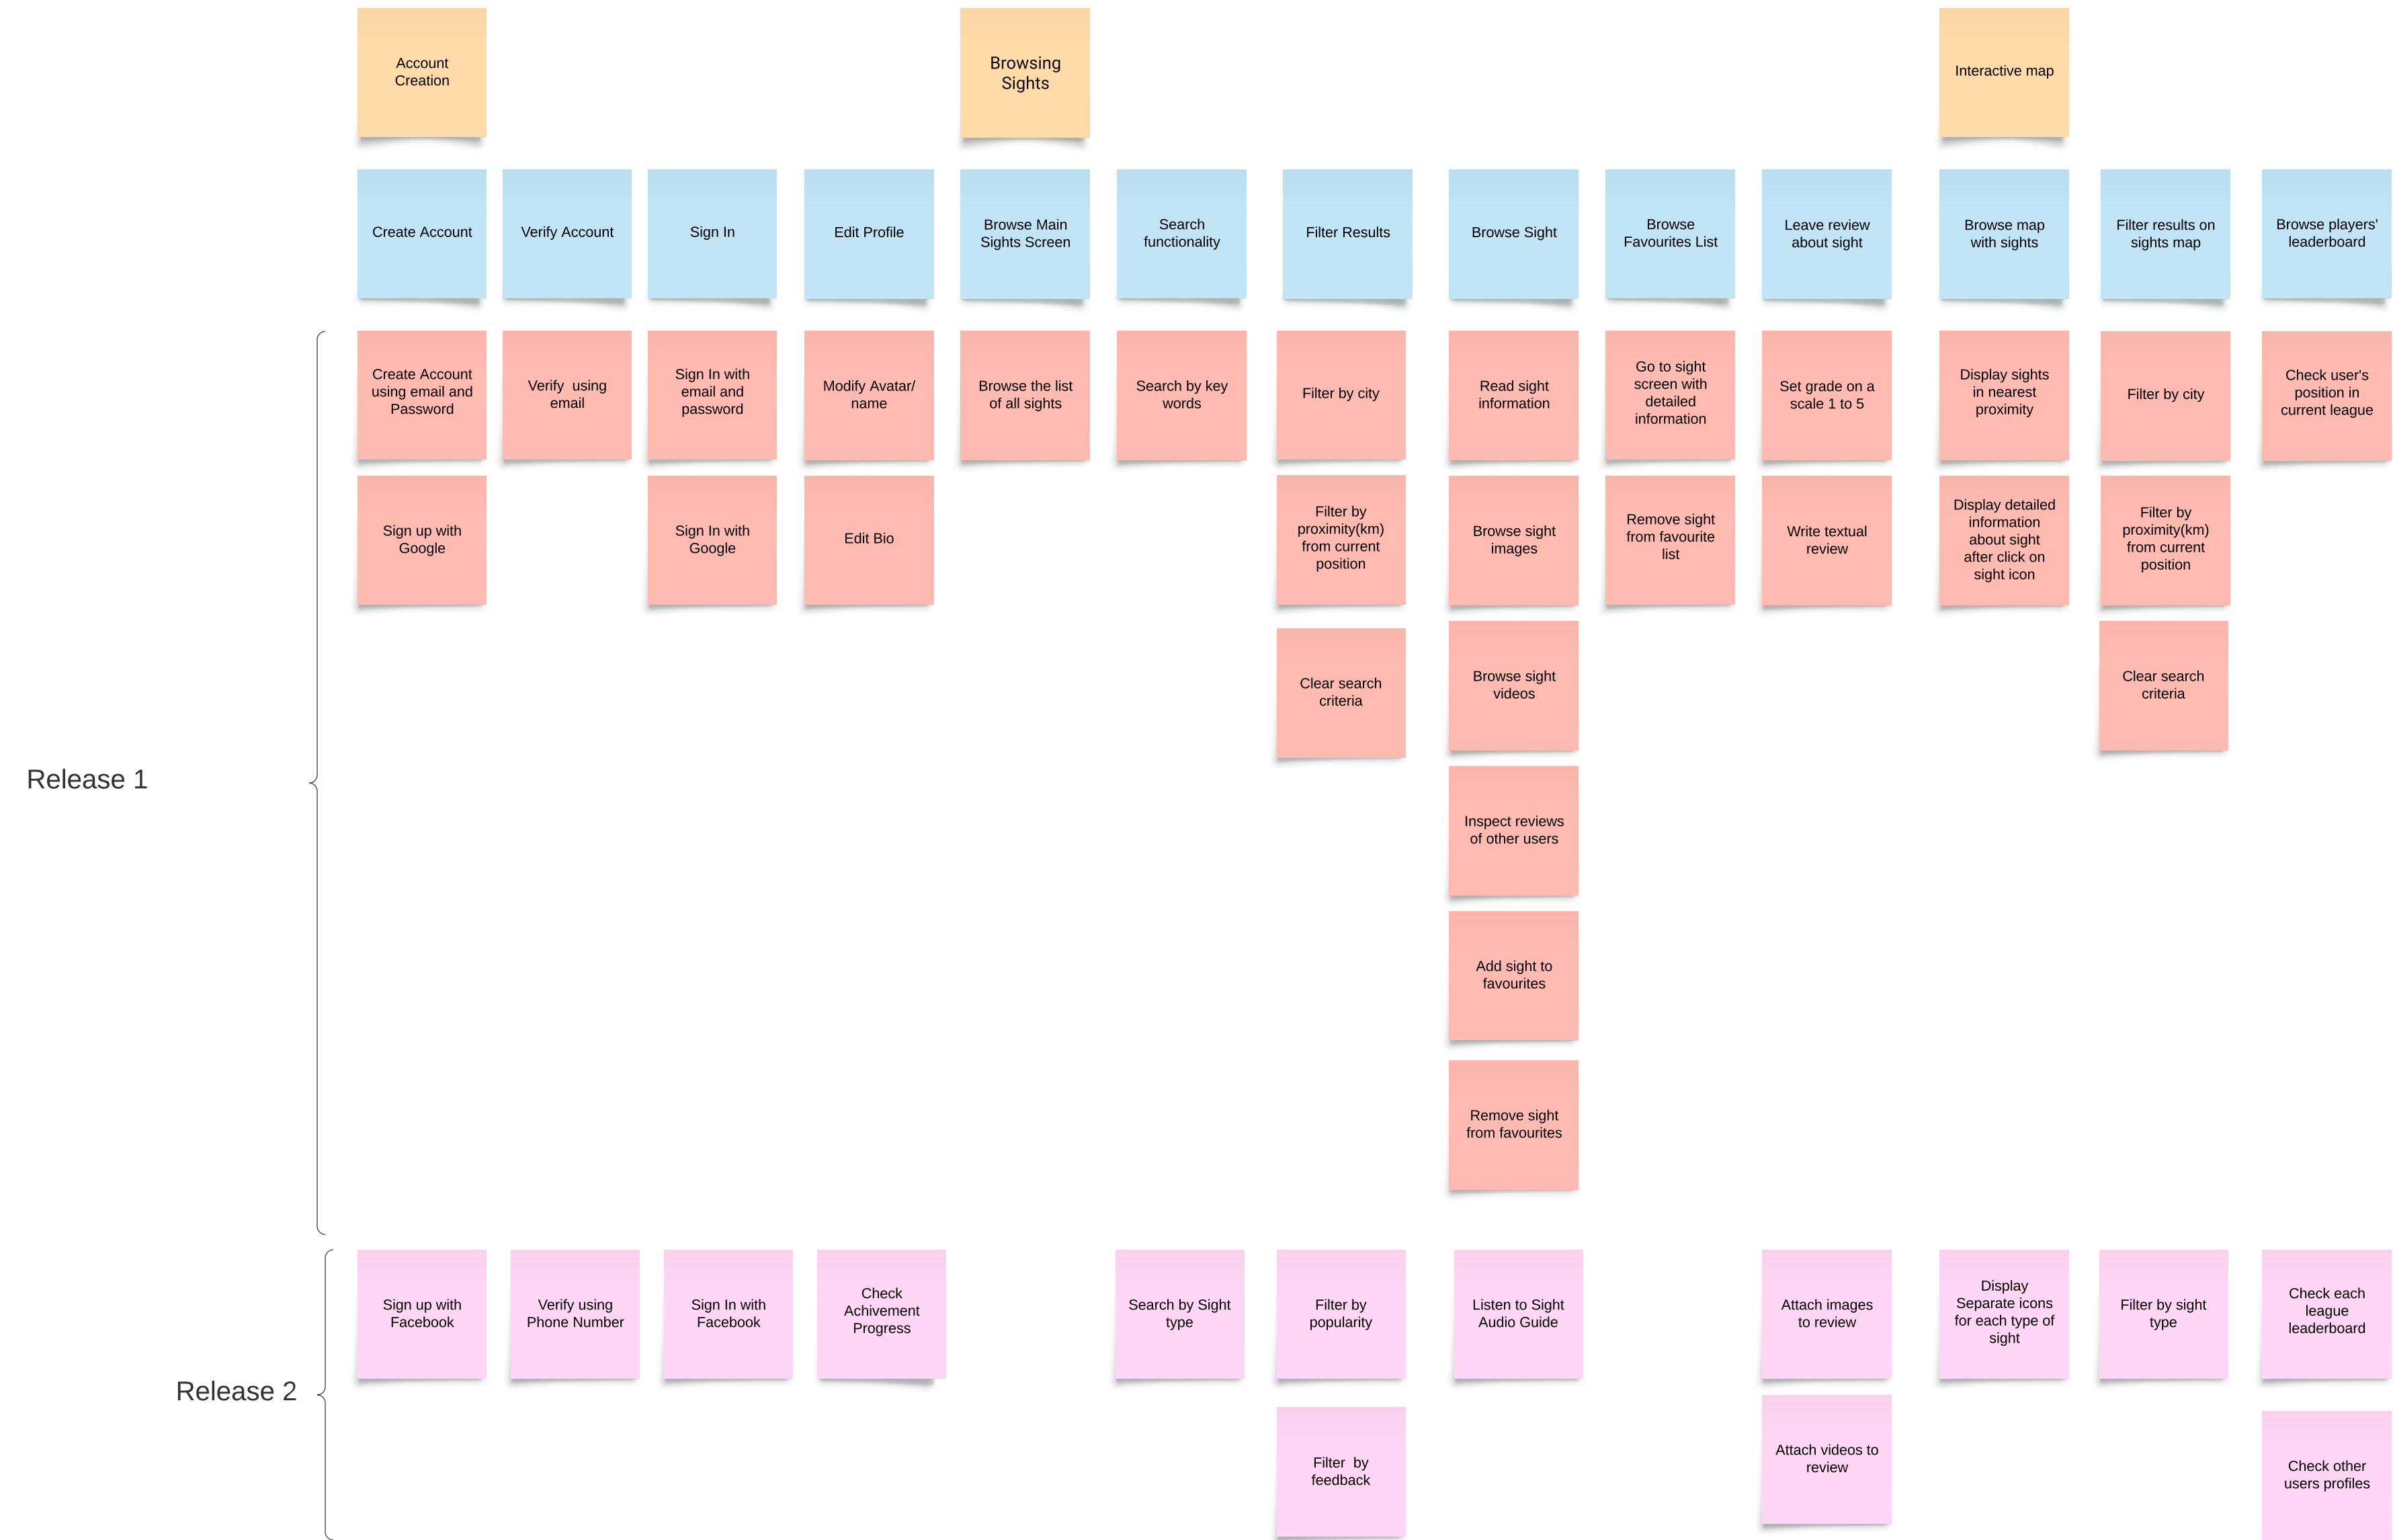 Account
Creation
Browsing
Sights
Interactive map
Create Account
Verify Account
Sign In
Edit Profile
Browse Main
Sights Screen
Search
functionality
Filter Results
Browse Sight
Browse
Favourites List
Leave review
about sight
Browse map
with sights
Filter results on
sights map
Browse players'
leaderboard
Release 1
Create Account
using email and
Password
Verify  using
email
Sign In with
email and
password
Modify Avatar/
name
Browse the list
of all sights
Search by key
words
Filter by city
Read sight
information
Go to sight
screen with
detailed
information
Set grade on a
scale 1 to 5
Display sights
in nearest
proximity
Filter by city
Check user's
position in
current league
Sign up with
Google
Sign In with
Google
Edit Bio
Filter by
proximity(km)
from current
position
Browse sight
images
Remove sight
from favourite
list
Write textual
review
Display detailed
information
about sight
after click on
sight icon
Filter by
proximity(km)
from current
position
Clear search
criteria
Browse sight
videos
Clear search
criteria
Inspect reviews
of other users
Add sight to
favourites
Remove sight
from favourites
Release 2
Sign up with
Facebook
Verify using
Phone Number
Sign In with
Facebook
Check
Achivement
Progress
Search by Sight
type
Filter by
popularity
Listen to Sight
Audio Guide
Attach images
to review
Display
Separate icons
for each type of
sight
Filter by sight
type
Check each
league
leaderboard
Filter  by
feedback
Attach videos to
review
Check other
users profiles